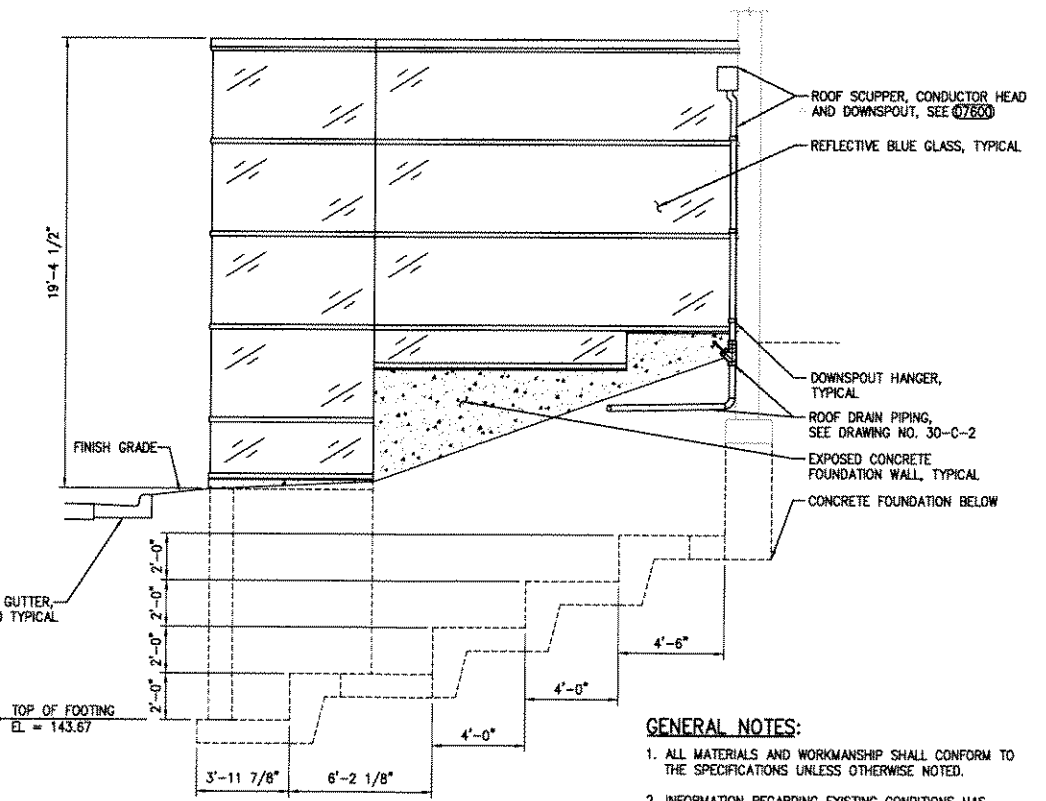 ROOF SCUPPER, CONDUCTOR HEAD
AND DOWNSPOUT, SEE 07600
REFLECTIVE BLUE GLASS, TYPICAL
19'-4 1/2"
DOWNSPOUT HANGER,
TYPICAL
ROOF DRAIN PIPING,
SEE DRAWING NO. 30-C-2
FINISH GRADE
EXPOSED CONCRETE
FOUNDATION WALL, TYPICAL
CONCRETE FOUNDATION BELOW
2'-0"
2'-0"
2'-0"
2'-0"
GUTTER,
TYPICAL
4'-6"
4'-0"
4'-0"
TOP OF FOOTING
EL = 143.67
3'-11 7/8"
6'-2 1/8"
GENERAL NOTES:
1. ALL MATERIALS AND WORKMANSHIP SHALL CONFORM TO
THE SPECIFICATIONS UNLESS OTHERWISE NOTED.
2. INFORMATION REGARDING EXISTING CONDITIONS HAS